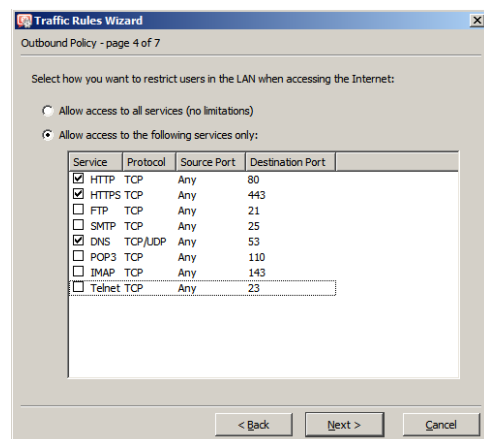 Traffic Rules Wizard
Outbound Policy - page 4 of 7
Select how you want to restrict users in the LAN when accessing the Internet:
Allow access to all services (no limitations)
Allow access to the following services only:
Service Protocol Source Port Destination Port
HTTP TCP Any 80
HTTPS TCP Any 443
FTP TCP Any 21
SMTP TCP Any 25
DNS TCP/UDP Any 53
POP3 TCP Any 110
IMAP TCP Any 143
Telnet TCP Any 23
< Back Next > Cancel